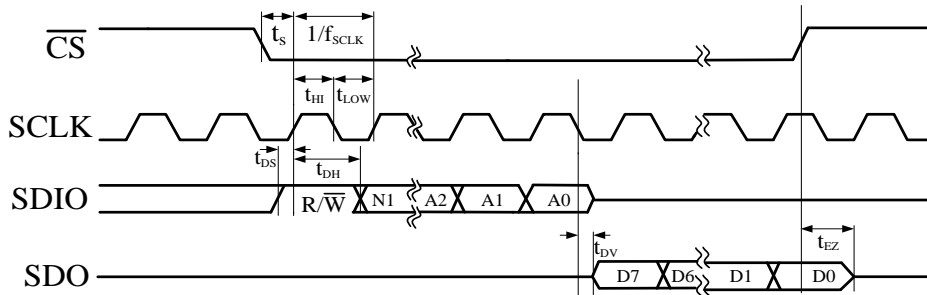 t_S 1/f_SCLK
CS
t_HI t_LOW
SCLK
t_DS t_DH
SDIO R/W N1 A2 A1 A0
t_DV t_EZ
SDO D7 D6 D1 D0